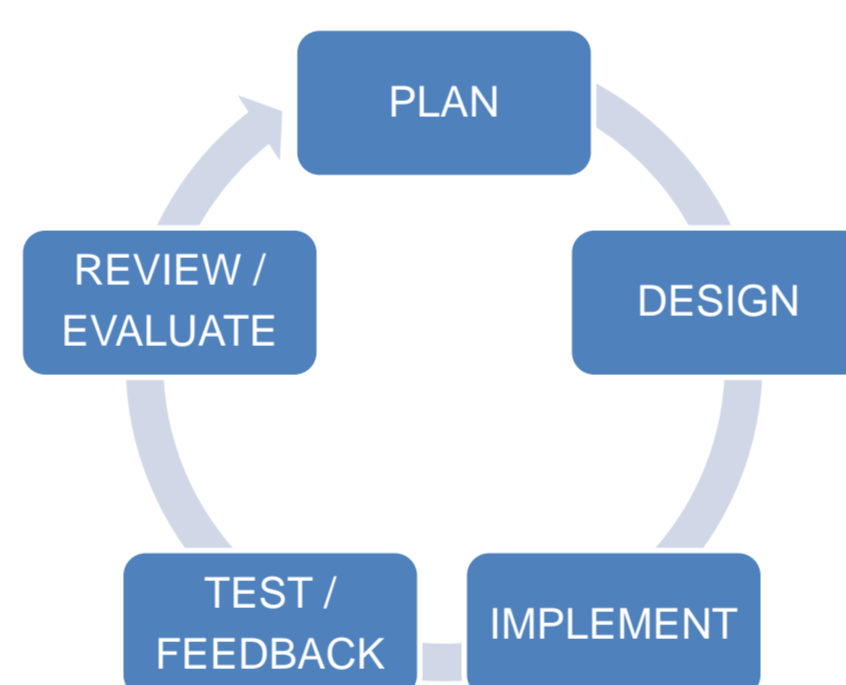 PLAN
DESIGN
IMPLEMENT
TEST /
FEEDBACK
REVIEW /
EVALUATE